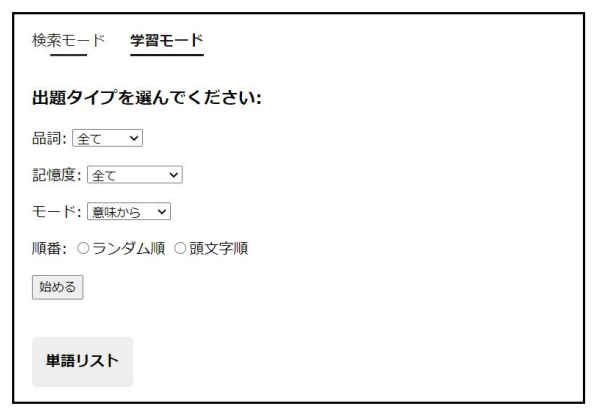 検索モード 学習モード
出題タイプを選んでください:
品詞: 全て
記憶度: 全て
モード: 意味から
順番: ランダム順 頭文字順
始める
単語リスト